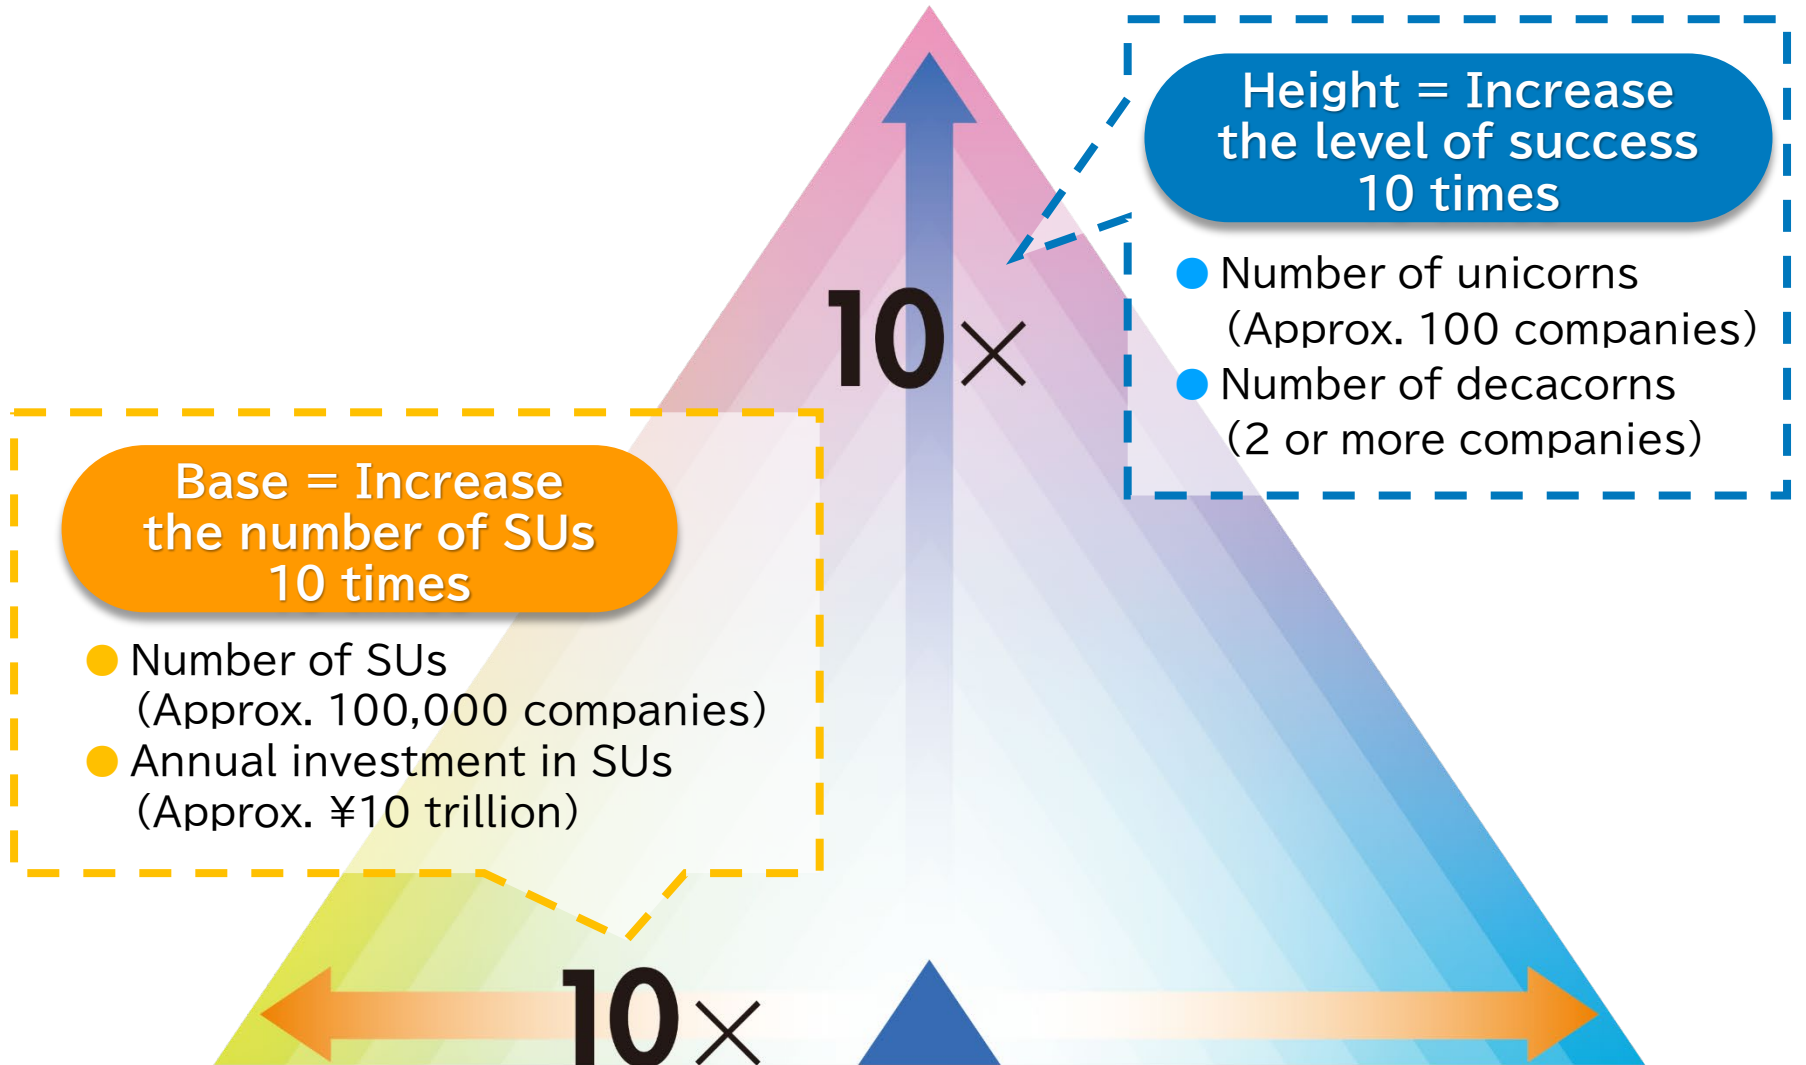 Height = Increase
the level of success
10 times
● Number of unicorns
(Approx. 100 companies)
● Number of decacorns
(2 or more companies)
10×
Base = Increase
the number of SUs
10 times
● Number of SUs
(Approx. 100,000 companies)
● Annual investment in SUs
(Approx. ¥10 trillion)
10×